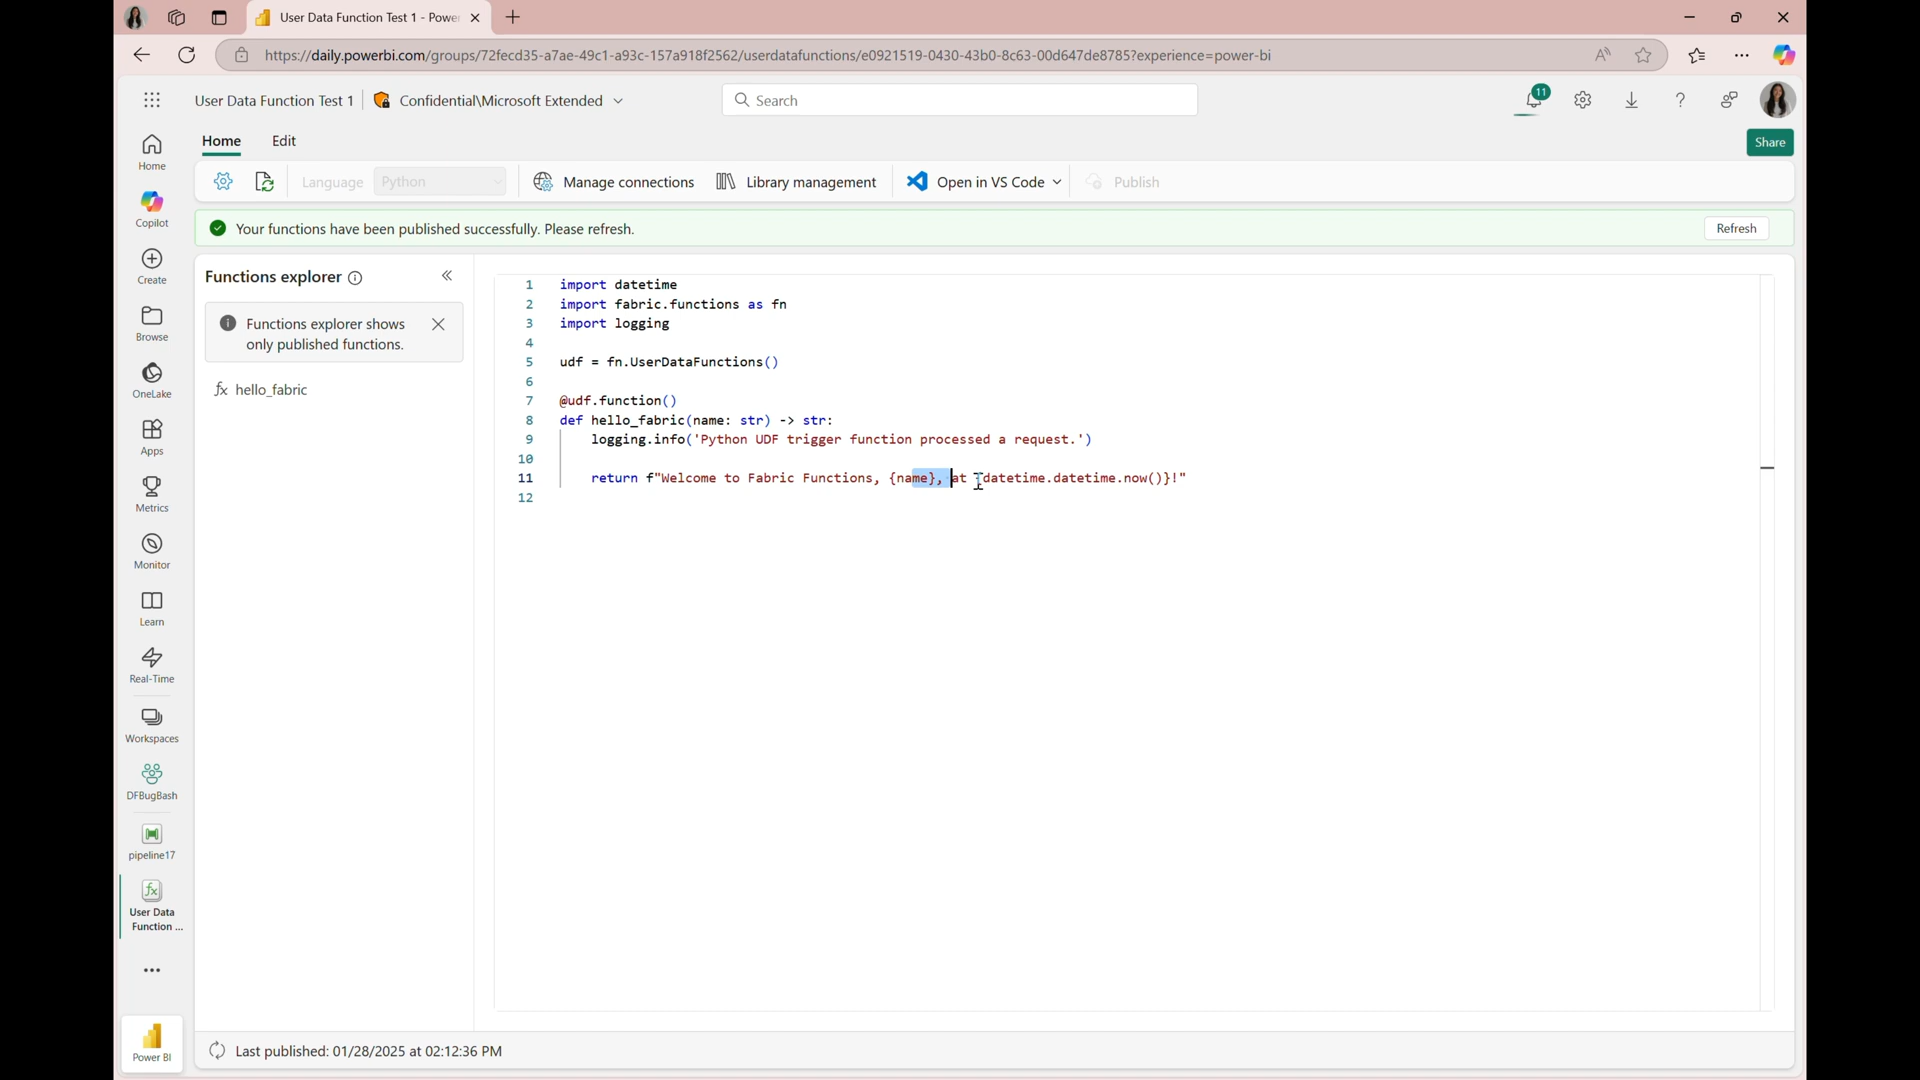 User Data Function Test 1 - Power
https://daily.powerbi.com/groups/72fecd35-a7ae-49c1-a93c-157a918f2562/userdatafunctions/e0921519-0430-43b0-8c63-00d647de8785?experience=power-bi
User Data Function Test 1
Confidential\Microsoft Extended
Search
11
Home
Edit
Share
Language
Python
Manage connections
Library management
Open in VS Code
Publish
Your functions have been published successfully. Please refresh.
Refresh
Home
Copilot
Create
Browse
OneLake
Apps
Metrics
Monitor
Learn
Real-Time
Workspaces
DFBugBash
pipeline17
User Data
Function ...
Power BI
Functions explorer
Functions explorer shows
only published functions.
fx hello_fabric
1 import datetime
2 import fabric.functions as fn
3 import logging
4
5 udf = fn.UserDataFunctions()
6
7 @udf.function()
8 def hello_fabric(name: str) -> str:
9 logging.info('Python UDF trigger function processed a request.')
10
11 return f"Welcome to Fabric Functions, {name}, at {datetime.datetime.now()}!"
12
Last published: 01/28/2025 at 02:12:36 PM